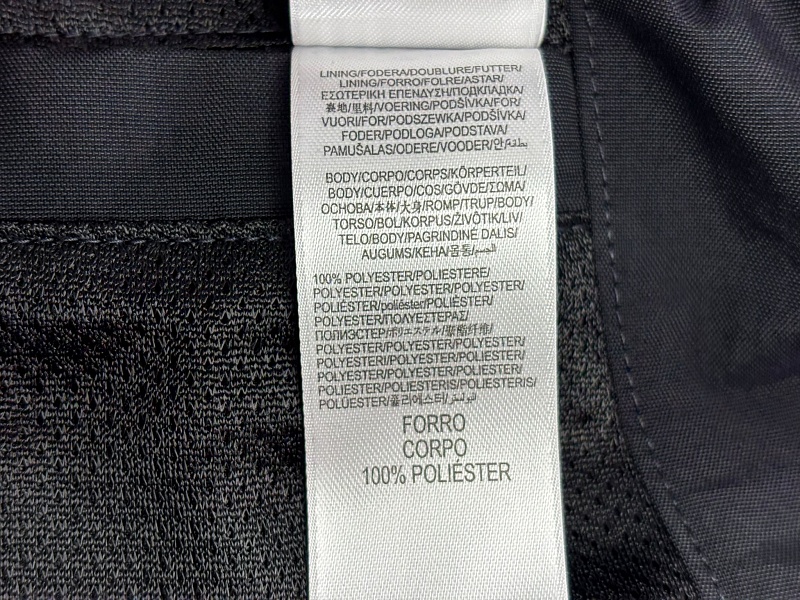 LINING/FODERA/DOUBLURE/FUTTER/
LINING/FORRO/FOLRE/ASTAR/
ΕΣΩΤΕΡΙΚΗ ΕΠΕΝΔΥΣΗ/ПОДКЛАДКА/
裏地/里料/VOERING/PODŠÍVKA/FOR/
VUORI/FOR/PODSZEWKA/PODŠÍVKA/
FODER/PODLOGA/PODSTAVA/
PAMUŠALAS/ODERE/VOODER/안/بطانة
BODY/CORPO/CORPS/KÖRPERTEIL/
BODY/CUERPO/COS/GÖVDE/ΣΩΜΑ/
ОСНОВА/本体/大身/ROMP/TRUP/BODY/
TORSO/BOL/KORPUS/ŽIVÔTIK/LIV/
TELO/BODY/PAGRINDINĖ DALIS/
AUGUMS/KEHA/몸통/الجسم
100% POLYESTER/POLIESTERE/
POLYESTER/POLYESTER/POLYESTER/
POLIÉSTER/polièster/POLIÉSTER/
POLYESTER/ΠΟΛΥΕΣΤΕΡΑΣ/
ПОЛИЭСТЕР/ポリエステル/聚酯纤维/
POLYESTER/POLYESTER/POLYESTER/
POLYESTERI/POLYESTER/POLIESTER/
POLYESTER/POLYESTER/POLIESTER/
POLIESTER/POLIESTERIS/POLIESTERIS/
POLÜESTER/폴리에스터/بوليستر
FORRO
CORPO
100% POLIÉSTER